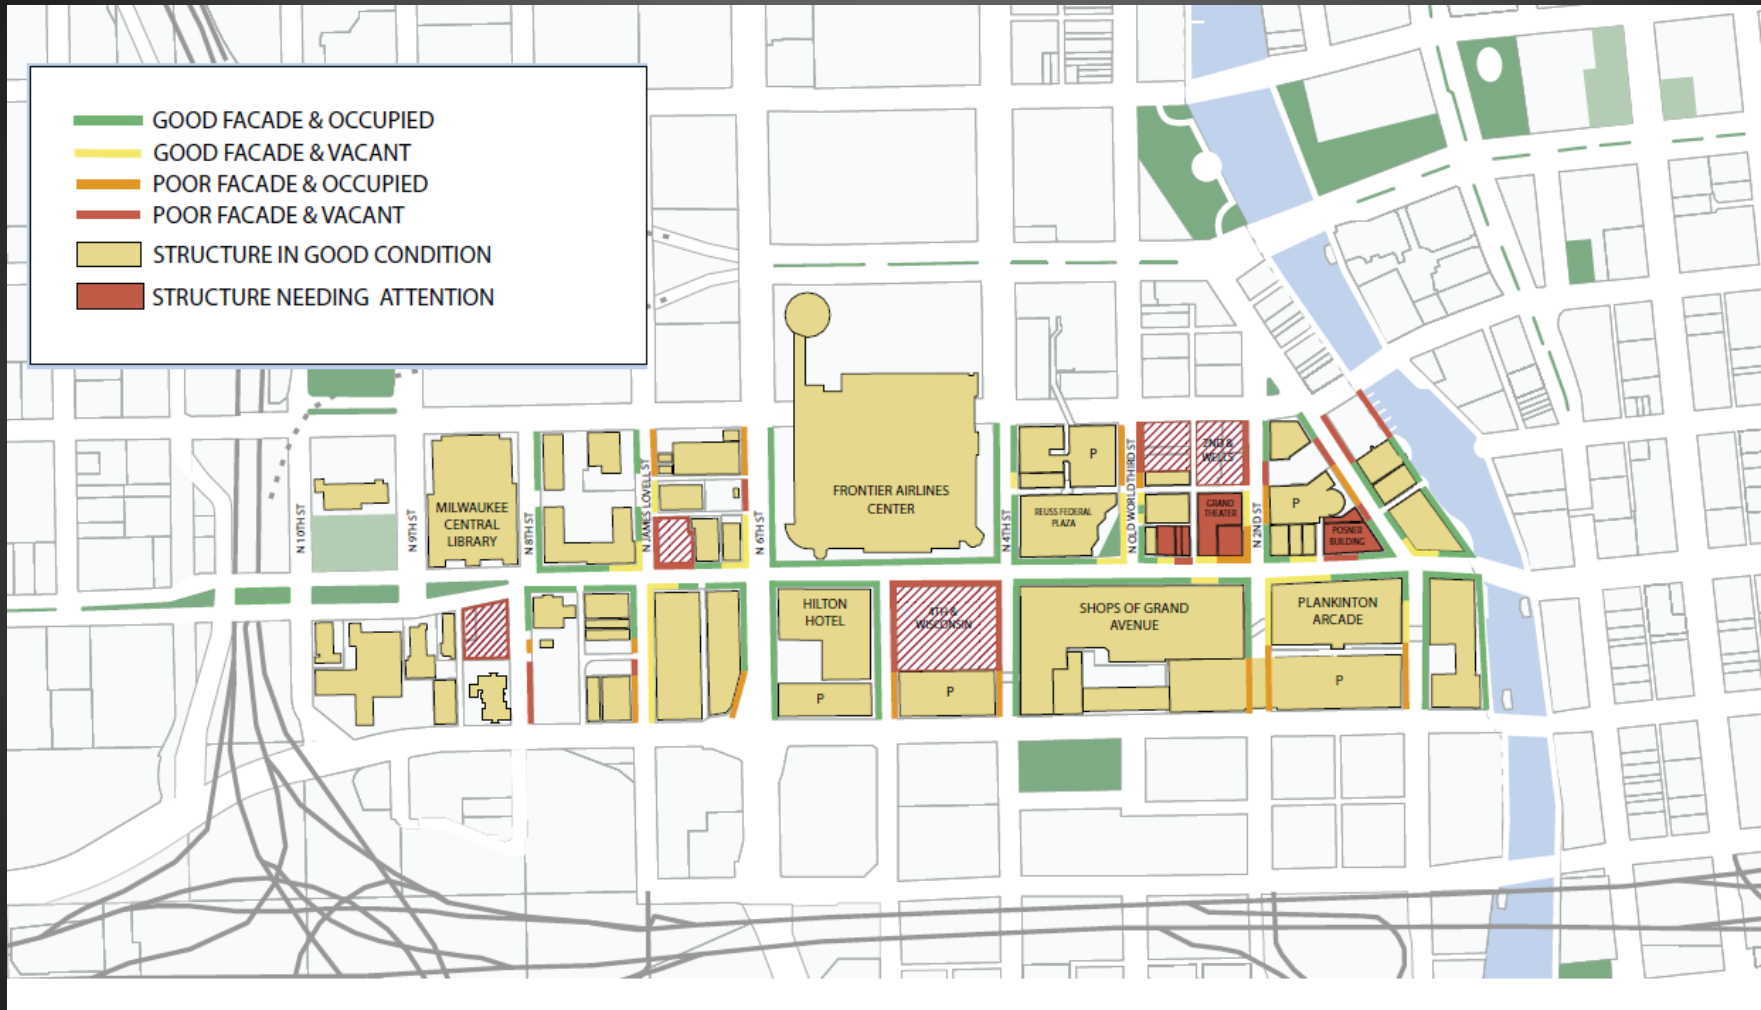 GOOD FACADE & OCCUPIED
GOOD FACADE & VACANT
POOR FACADE & OCCUPIED
POOR FACADE & VACANT
STRUCTURE IN GOOD CONDITION
STRUCTURE NEEDING ATTENTION
N 10TH ST
N 9TH ST
MILWAUKEE
CENTRAL
LIBRARY
N 8TH ST
N JAMES LOVELL ST
N 6TH ST
FRONTIER AIRLINES
CENTER
N 4TH ST
P
REUSS FEDERAL
PLAZA
N OLD WORLD THIRD ST
2ND &
WELLS
GRAND
THEATER
N 2ND ST
P
POSNER
BUILDING
HILTON
HOTEL
P
4TH &
WISCONSIN
P
SHOPS OF GRAND
AVENUE
PLANKINTON
ARCADE
P